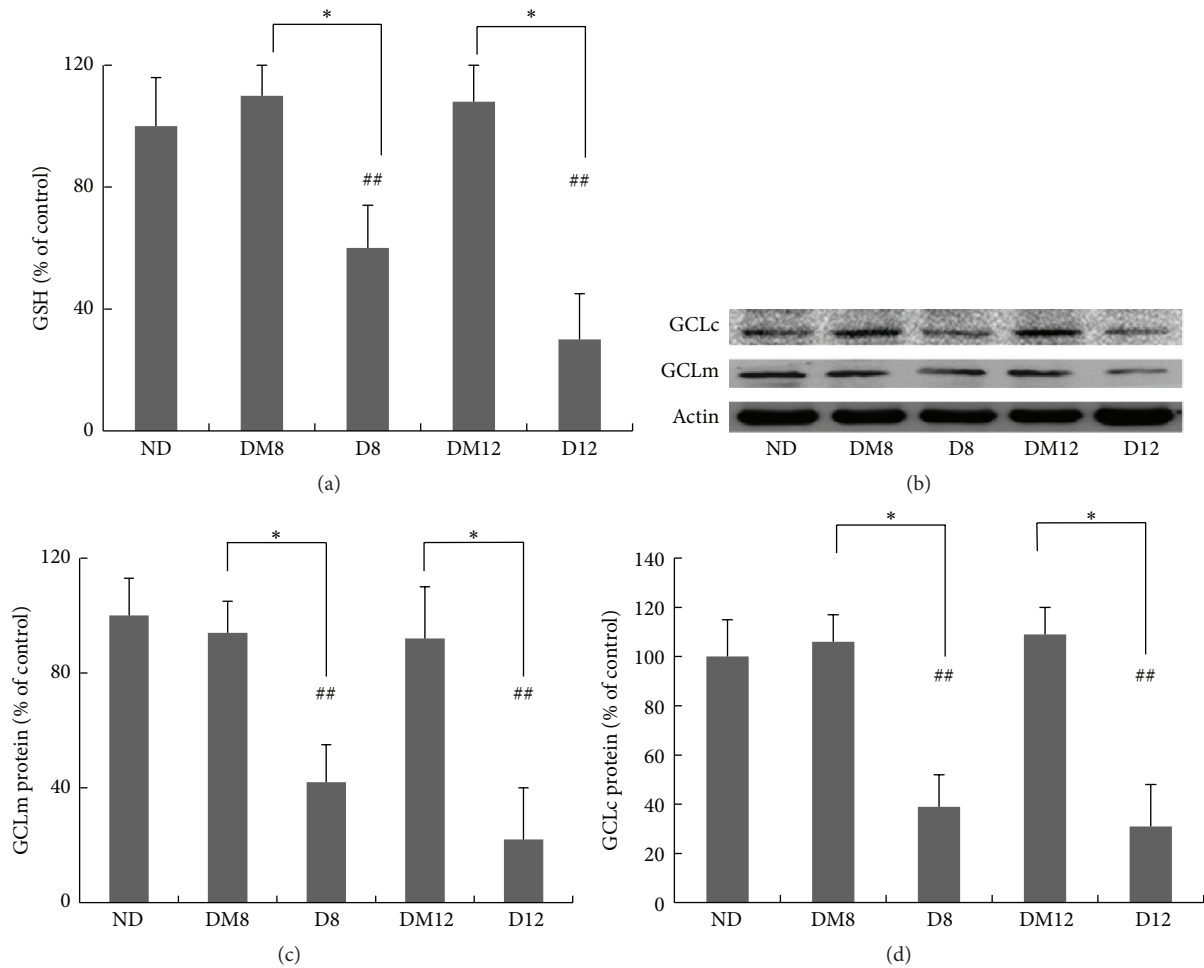 *
*
120
80
40
0
GSH (% of control)
##
##
ND DM8 D8 DM12 D12
(a)
GCLc
GCLm
Actin
ND DM8 D8 DM12 D12
(b)
*
*
120
80
40
0
GCLm protein (% of control)
##
##
ND DM8 D8 DM12 D12
(c)
*
*
140
120
100
80
60
40
20
0
GCLc protein (% of control)
##
##
ND DM8 D8 DM12 D12
(d)